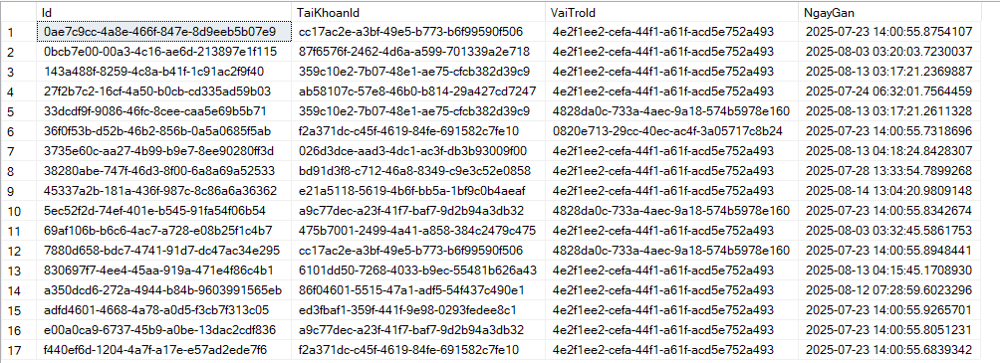 Id TaiKhoanId VaiTroId NgayGan
1 0ae7c9cc-4a8e-466f-847e-8d9eeb5b07e9 cc17ac2e-a3bf-49e5-b773-b6f99590f506 4e2f1ee2-cefa-44f1-a61f-acd5e752a493 2025-07-23 14:00:55.8754107
2 0bcb7e00-00a3-4c16-ae6d-213897e1f115 87f6576f-2462-4d6a-a599-701339a2e718 4e2f1ee2-cefa-44f1-a61f-acd5e752a493 2025-08-03 03:20:03.7230037
3 143a488f-8259-4c8a-b41f-1c91ac2f9f40 359c10e2-7b07-48e1-ae75-cfcb382d39c9 4e2f1ee2-cefa-44f1-a61f-acd5e752a493 2025-08-13 03:17:21.2369887
4 27f2b7c2-16cf-4a50-b0cb-cd335ad59b03 ab58107c-57e8-46b0-b814-29a427cd7247 4e2f1ee2-cefa-44f1-a61f-acd5e752a493 2025-07-24 06:32:01.7564459
5 33dcdf9f-9086-46fc-8cee-caa5e69b5b71 359c10e2-7b07-48e1-ae75-cfcb382d39c9 4828da0c-733a-4aec-9a18-574b5978e160 2025-08-13 03:17:21.2611328
6 36f0f53b-d52b-46b2-856b-0a5a0685f5ab f2a371dc-c45f-4619-84fe-691582c7fe10 0820e713-29cc-40ec-ac4f-3a05717c8b24 2025-07-23 14:00:55.7318696
7 3735e60c-aa27-4b99-b9e7-8ee90280ff3d 026d3dce-aad3-4dc1-ac3f-db3b93009f00 4e2f1ee2-cefa-44f1-a61f-acd5e752a493 2025-08-13 04:18:24.8428307
8 38280abe-747f-46d3-8f00-6a8a69a52533 bd91d3f8-c712-46a8-8349-c9e3c52e0858 4e2f1ee2-cefa-44f1-a61f-acd5e752a493 2025-07-28 13:33:54.7899268
9 45337a2b-181a-436f-987c-8c86a6a36362 e21a5118-5619-4b6f-bb5a-1bf9c0b4aeaf 4e2f1ee2-cefa-44f1-a61f-acd5e752a493 2025-08-14 13:04:20.9809148
10 5ec52f2d-74ef-401e-b545-91fa54f06b54 a9c77dec-a23f-41f7-baf7-9d2b94a3db32 4828da0c-733a-4aec-9a18-574b5978e160 2025-07-23 14:00:55.8342674
11 69af106b-b6c6-4ac7-a728-e08b25f1c4b7 475b7001-2499-4a41-a858-384c2479c475 4e2f1ee2-cefa-44f1-a61f-acd5e752a493 2025-08-03 03:32:45.5861753
12 7880d658-bdc7-4741-91d7-dc47ac34e295 cc17ac2e-a3bf-49e5-b773-b6f99590f506 4828da0c-733a-4aec-9a18-574b5978e160 2025-07-23 14:00:55.8948441
13 830697f7-4ee4-45aa-919a-471e4f86c4b1 6101dd50-7268-4033-b9ec-55481b626a43 4e2f1ee2-cefa-44f1-a61f-acd5e752a493 2025-08-13 04:15:45.1708930
14 a350dcd6-272a-4944-b84b-9603991565eb 86f04601-5515-47a1-adf5-54f437c490e1 4e2f1ee2-cefa-44f1-a61f-acd5e752a493 2025-08-12 07:28:59.6023296
15 adfd4601-4668-4a78-a0d5-f3cb7f313c05 ed3fbaf1-359f-441f-9e98-0293fedee8c1 4e2f1ee2-cefa-44f1-a61f-acd5e752a493 2025-07-23 14:00:55.9265701
16 e00a0ca9-6737-45b9-a0be-13dac2cdf836 a9c77dec-a23f-41f7-baf7-9d2b94a3db32 4e2f1ee2-cefa-44f1-a61f-acd5e752a493 2025-07-23 14:00:55.8051231
17 f440ef6d-1204-4a7f-a17e-e57ad2ede7f6 f2a371dc-c45f-4619-84fe-691582c7fe10 4e2f1ee2-cefa-44f1-a61f-acd5e752a493 2025-07-23 14:00:55.6839342